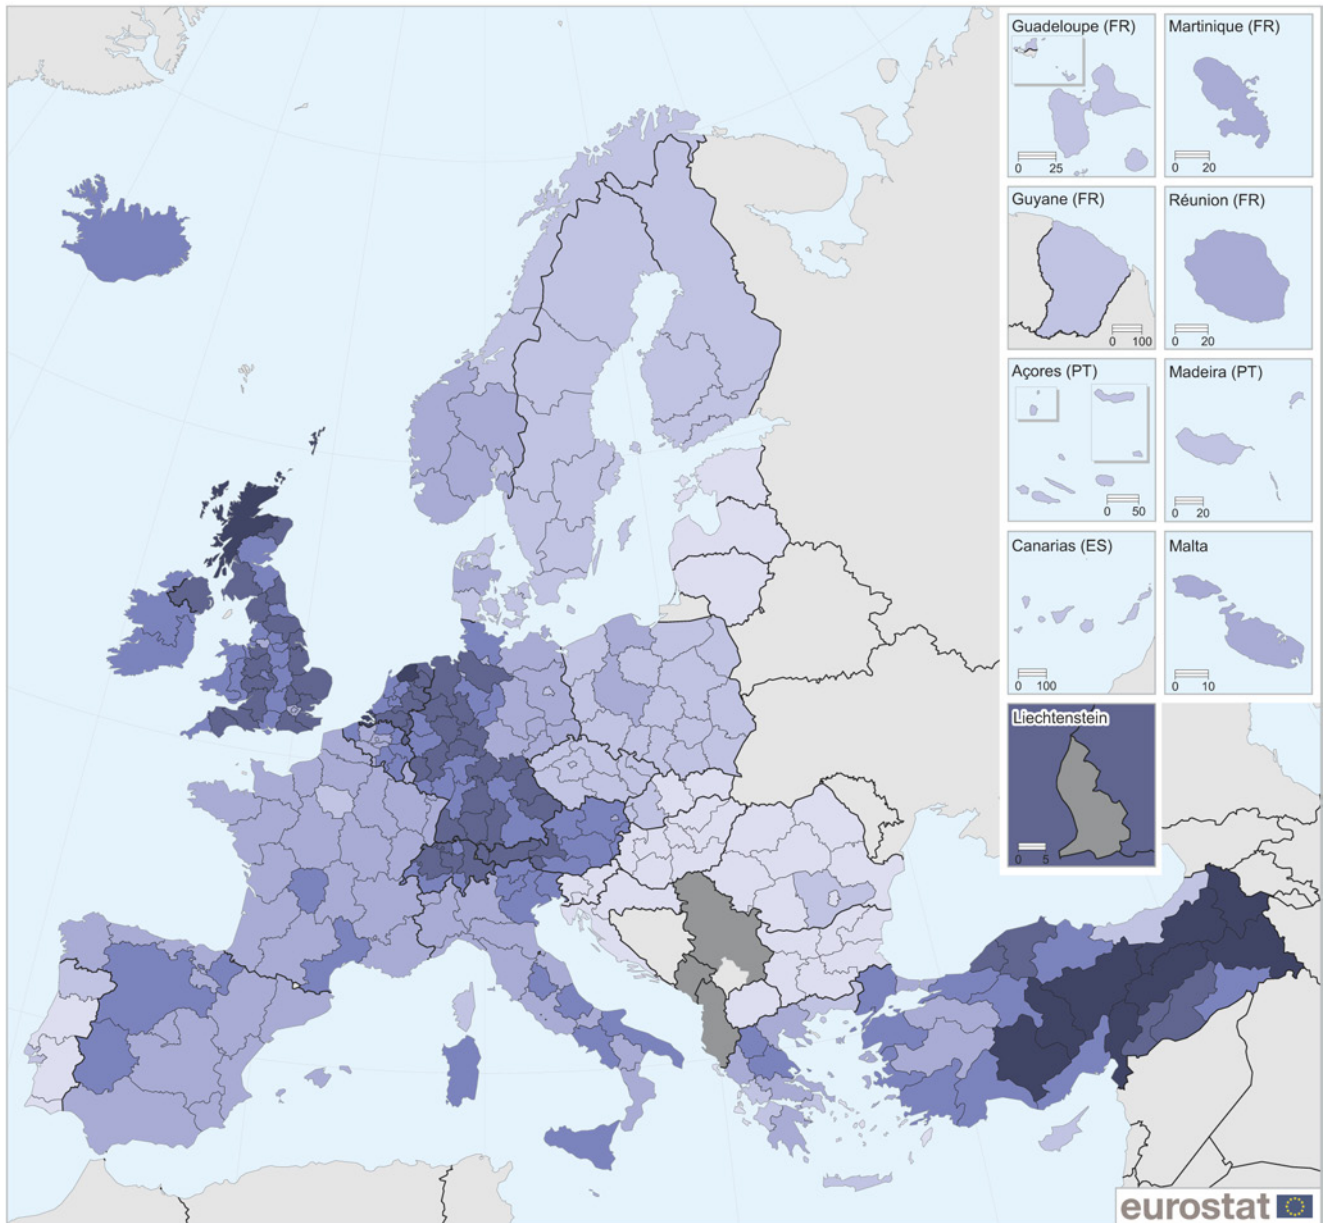 Guadeloupe (FR)
0 25
Martinique (FR)
0 20
Guyane (FR)
0 100
Réunion (FR)
0 20
Açores (PT)
0 50
Madeira (PT)
0 20
Canarias (ES)
0 100
Malta
0 10
Liechtenstein
0 5
eurostat